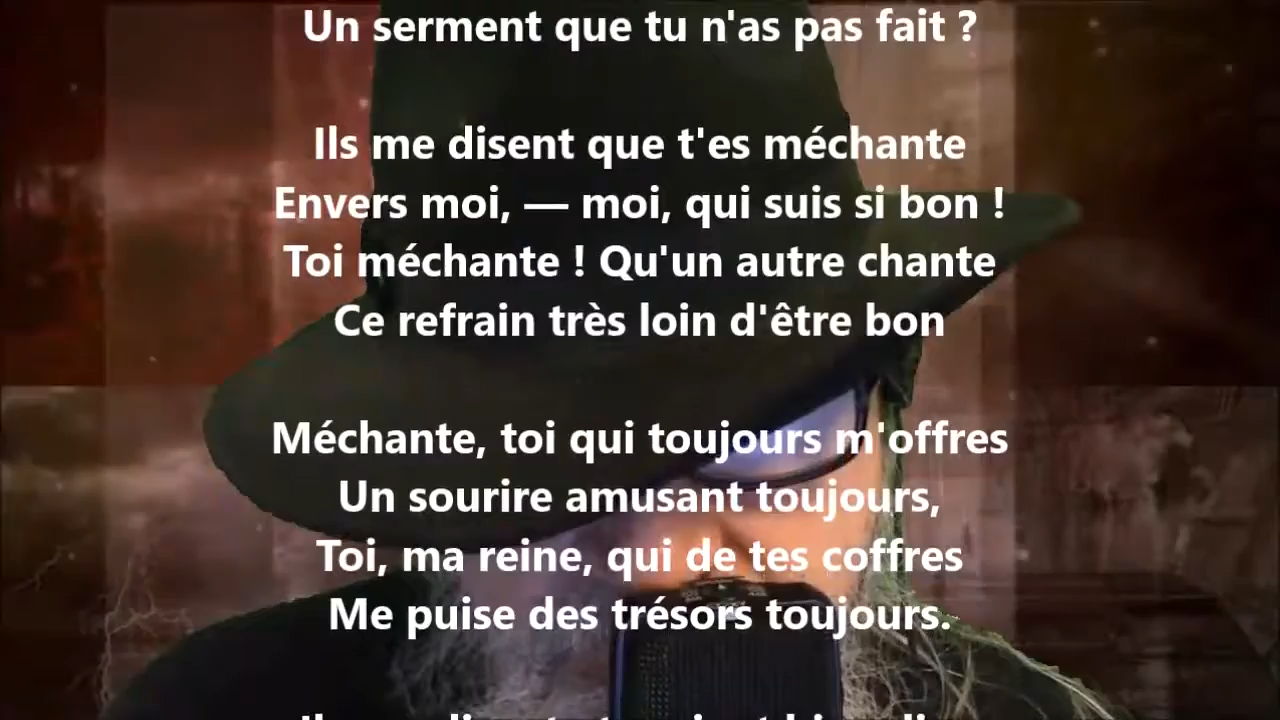 Un serment que tu n'as pas fait ?
Ils me disent que t'es méchante
Envers moi, — moi, qui suis si bon !
Toi méchante ! Qu'un autre chante
Ce refrain très loin d'être bon
Méchante, toi qui toujours m'offres
Un sourire amusant toujours,
Toi, ma reine, qui de tes coffres
Me puise des trésors toujours.